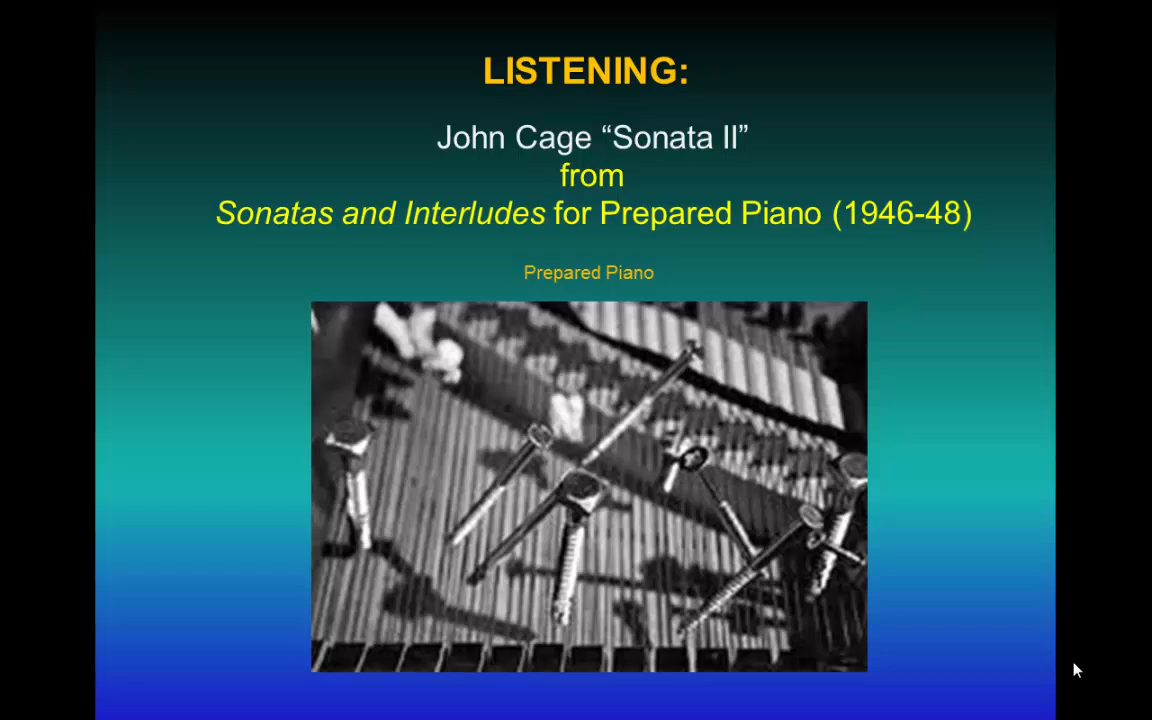 LISTENING:
John Cage “Sonata II”
from
Sonatas and Interludes for Prepared Piano (1946-48)
Prepared Piano